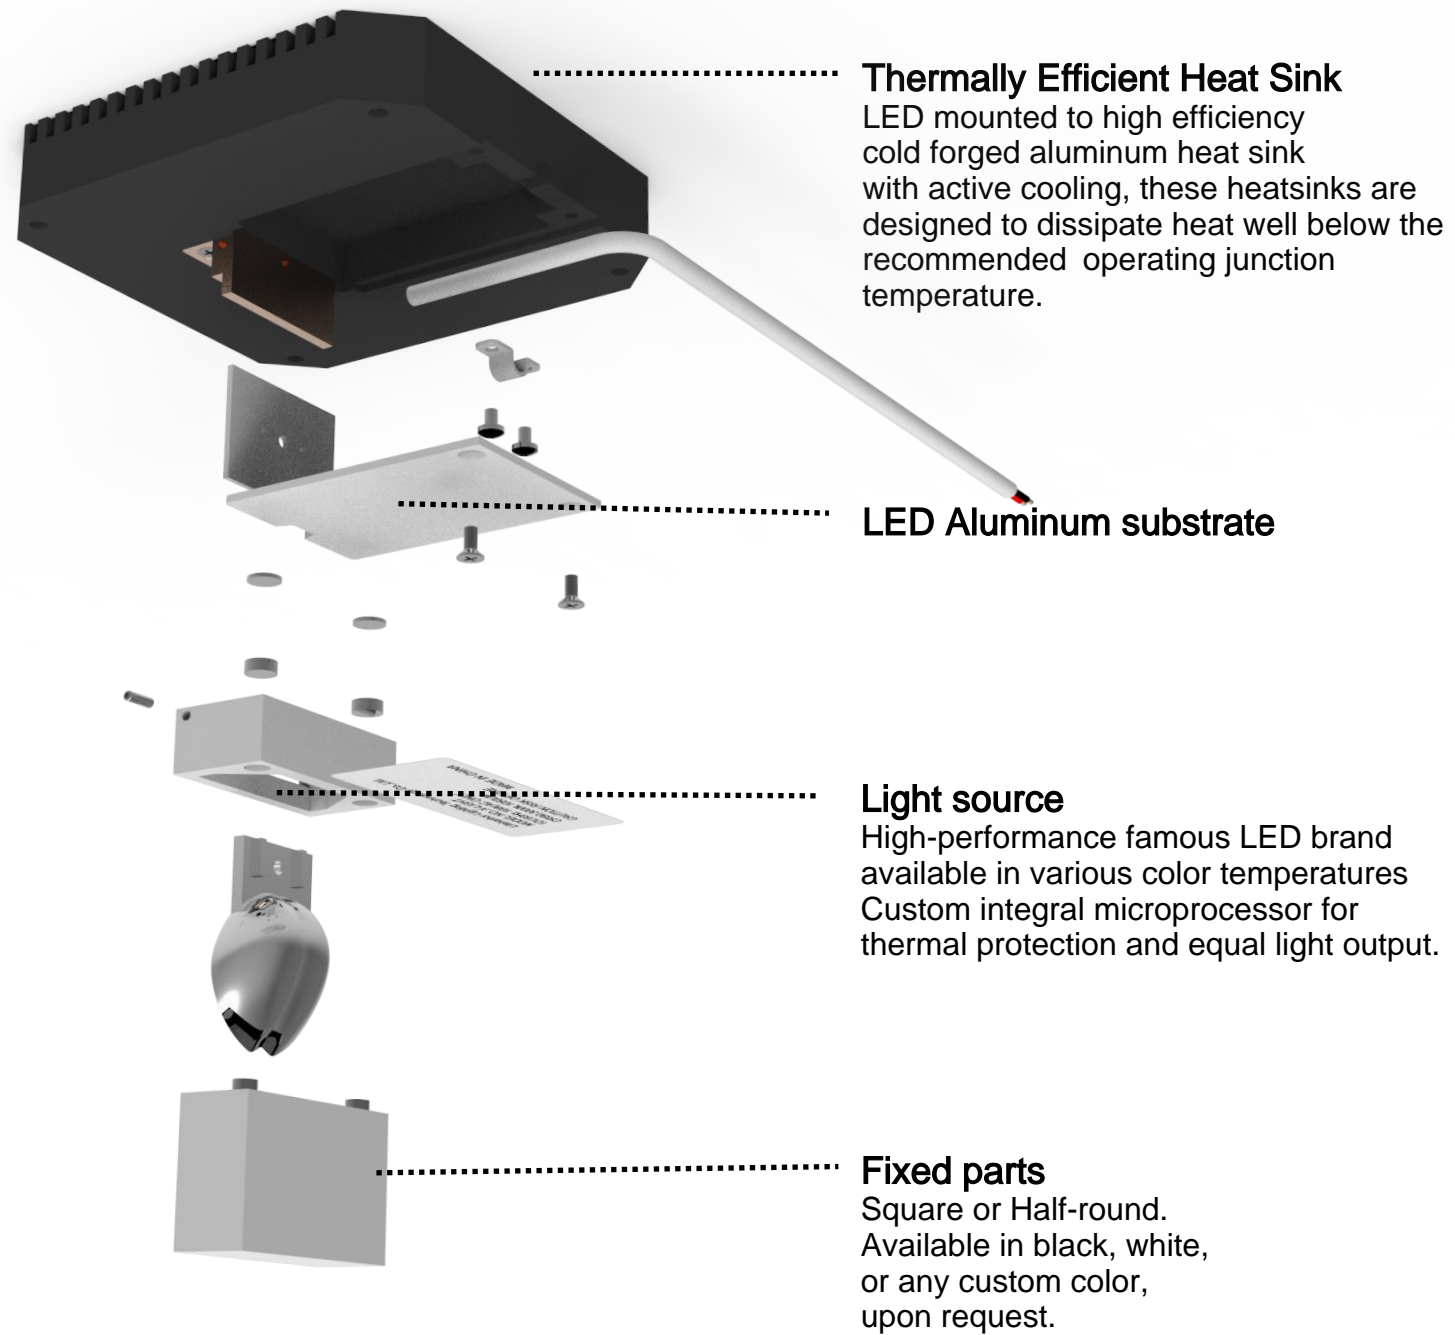 Thermally Efficient Heat Sink
LED mounted to high efficiency
cold forged aluminum heat sink
with active cooling, these heatsinks are
designed to dissipate heat well below the
recommended operating junction
temperature.
LED Aluminum substrate
MADE IN CHINA
Light source
High-performance famous LED brand
available in various color temperatures
Custom integral microprocessor for
thermal protection and equal light output.
Fixed parts
Square or Half-round.
Available in black, white,
or any custom color,
upon request.